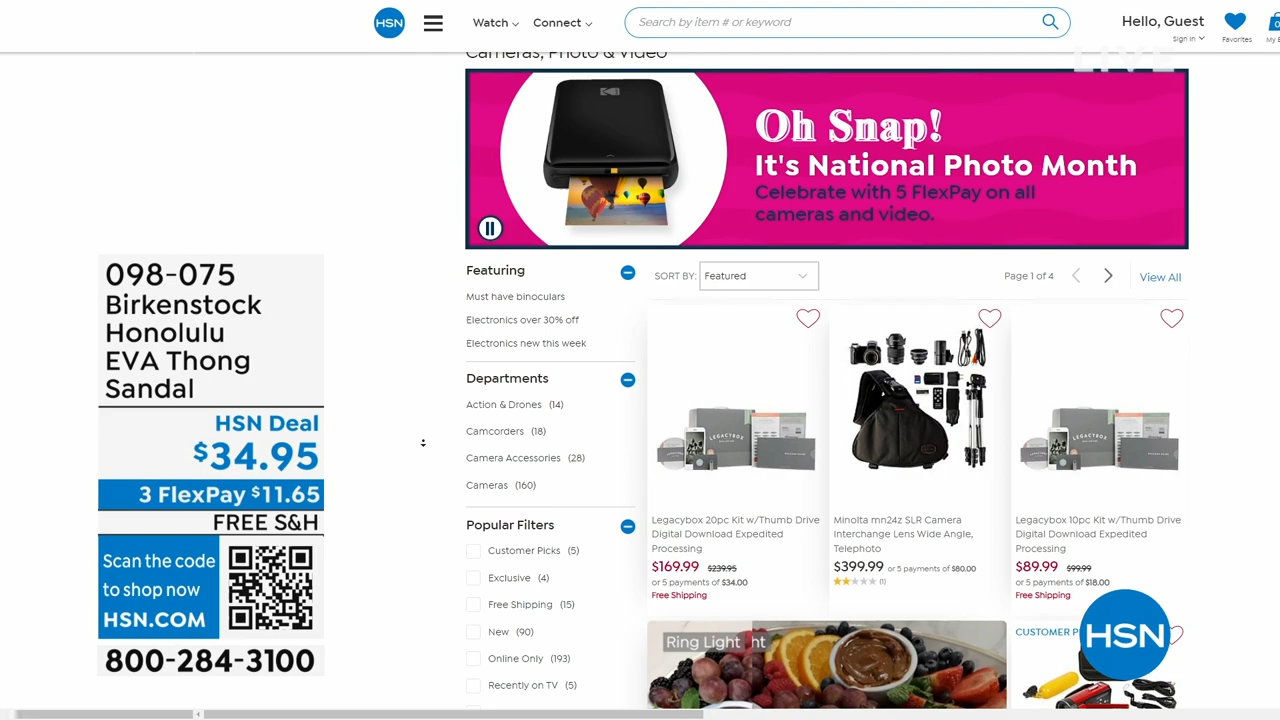 HSN
Watch
Connect
Search by item # or keyword
Hello, Guest
Sign In
Favorites
0
LIVE
Cameras, Photo & Video
Kodak
Oh Snap!
It's National Photo Month
Celebrate with 5 FlexPay on all
cameras and video.
098-075
Birkenstock
Honolulu
EVA Thong
Sandal
HSN Deal
$34.95
3 FlexPay $11.65
FREE S&H
Scan the code
to shop now
HSN.COM
800-284-3100
Featuring
Must have binoculars
Electronics over 30% off
Electronics new this week
Departments
Action & Drones (14)
Camcorders (18)
Camera Accessories (28)
Cameras (160)
Popular Filters
Customer Picks (5)
Exclusive (4)
Free Shipping (15)
New (90)
Online Only (193)
Recently on TV (5)
SORT BY: Featured
Page 1 of 4
View All
LEGACYBOX
Legacybox 20pc Kit w/Thumb Drive
Digital Download Expedited
Processing
$169.99 $239.95
or 5 payments of $34.00
Free Shipping
Minolta mn24z SLR Camera
Interchange Lens Wide Angle,
Telephoto
$399.99 or 5 payments of $80.00
(1)
LEGACYBOX
Legacybox 10pc Kit w/Thumb Drive
Digital Download Expedited
Processing
$89.99 $99.99
or 5 payments of $18.00
Free Shipping
Ring Light
CUSTOMER P
HSN